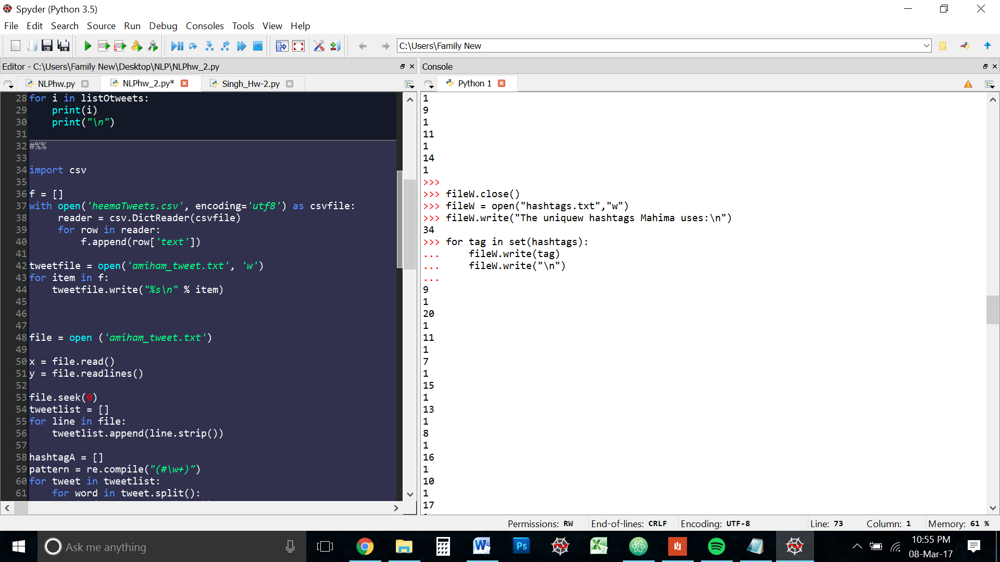 Spyder (Python 3.5)
File Edit Search Source Run Debug Consoles Tools View Help
C:\Users\Family New
Editor - C:\Users\Family New\Desktop\NLP\NLPhw_2.py
NLPhw.py NLPhw_2.py* Singh_Hw-2.py
28 for i in listOtweets:
29     print(i)
30     print("\n")
31
32 #%%
33
34 import csv
35
36 f = []
37 with open('heemaTweets.csv', encoding='utf8') as csvfile:
38      reader = csv.DictReader(csvfile)
39      for row in reader:
40          f.append(row['text'])
41
42 tweetfile = open('amiham_tweet.txt', 'w')
43 for item in f:
44     tweetfile.write("%s\n" % item)
45
46
47
48 file = open ('amiham_tweet.txt')
49
50 x = file.read()
51 y = file.readlines()
52
53 file.seek(0)
54 tweetlist = []
55 for line in file:
56     tweetlist.append(line.strip())
57
58 hashtagA = []
59 pattern = re.compile("(#\w+)")
60 for tweet in tweetlist:
61     for word in tweet.split():
Console
Python 1
1
9
1
11
1
14
1
>>>
>>> fileW.close()
>>> fileW = open("hashtags.txt","w")
>>> fileW.write("The uniquew hashtags Mahima uses:\n")
34
>>> for tag in set(hashtags):
...     fileW.write(tag)
...     fileW.write("\n")
...
9
1
20
1
11
1
7
1
15
1
13
1
8
1
16
1
10
1
17
Permissions: RW End-of-lines: CRLF Encoding: UTF-8 Line: 73 Column: 1 Memory: 61 %
Ask me anything
W
Ps
10:55 PM
08-Mar-17